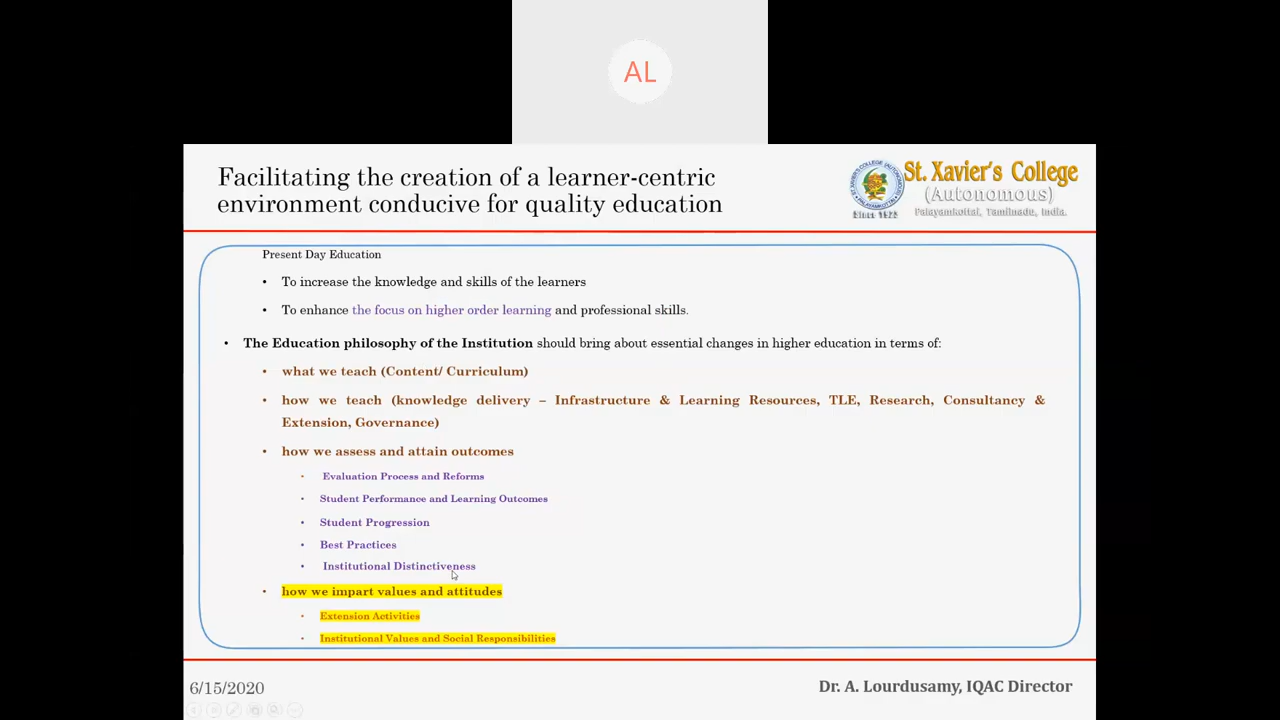 AL
Facilitating the creation of a learner-centric
environment conducive for quality education
St. Xavier's College
(Autonomous)
Palayamkottai, Tamilnadu, India.
Since 1923
Present Day Education
• To increase the knowledge and skills of the learners
• To enhance the focus on higher order learning and professional skills.
• The Education philosophy of the Institution should bring about essential changes in higher education in terms of:
• what we teach (Content/ Curriculum)
• how we teach (knowledge delivery – Infrastructure & Learning Resources, TLE, Research, Consultancy &
Extension, Governance)
• how we assess and attain outcomes
• Evaluation Process and Reforms
• Student Performance and Learning Outcomes
• Student Progression
• Best Practices
• Institutional Distinctiveness
• how we impart values and attitudes
• Extension Activities
• Institutional Values and Social Responsibilities
6/15/2020
Dr. A. Lourdusamy, IQAC Director